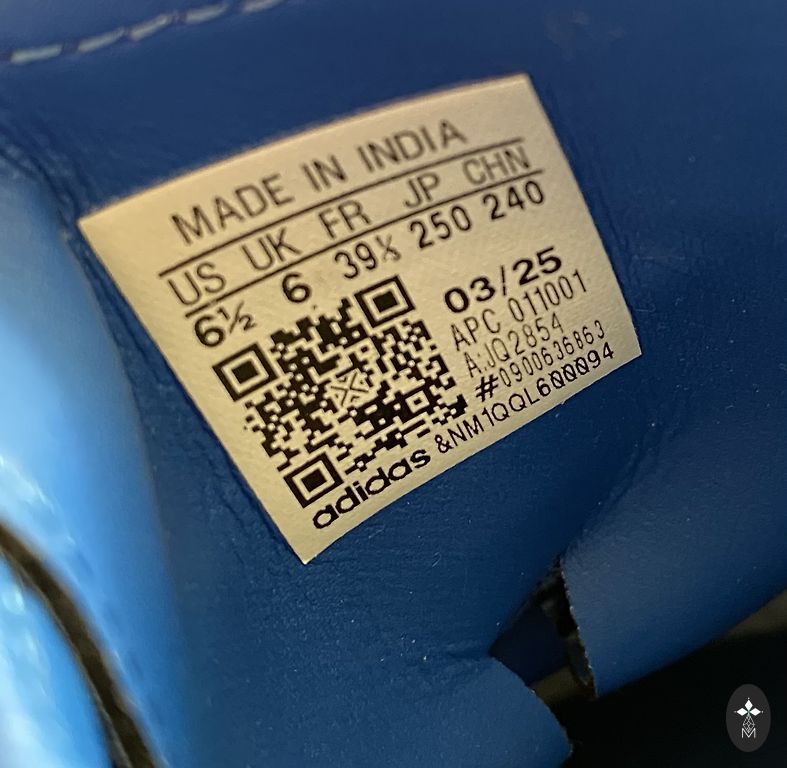 MADE IN INDIA
US UK FR JP CHN
6½ 6 39⅓ 250 240
03/25
APC 011001
A:JQ2854
#0900636863
adidas &NM1QQL600094
M